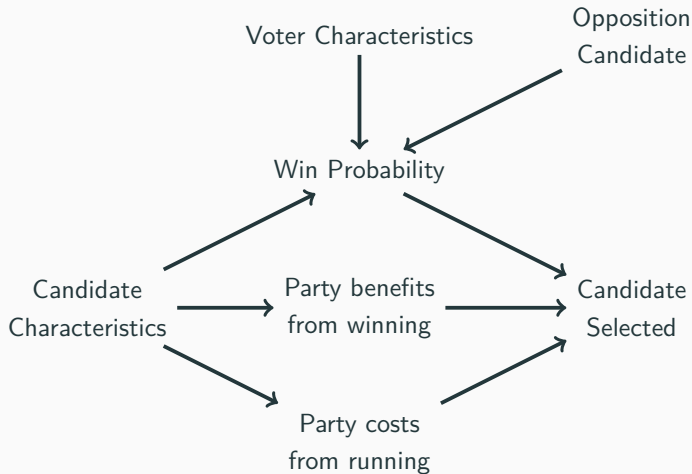 Voter Characteristics
Opposition
Candidate
Win Probability
Candidate
Characteristics
Party benefits
from winning
Candidate
Selected
Party costs
from running